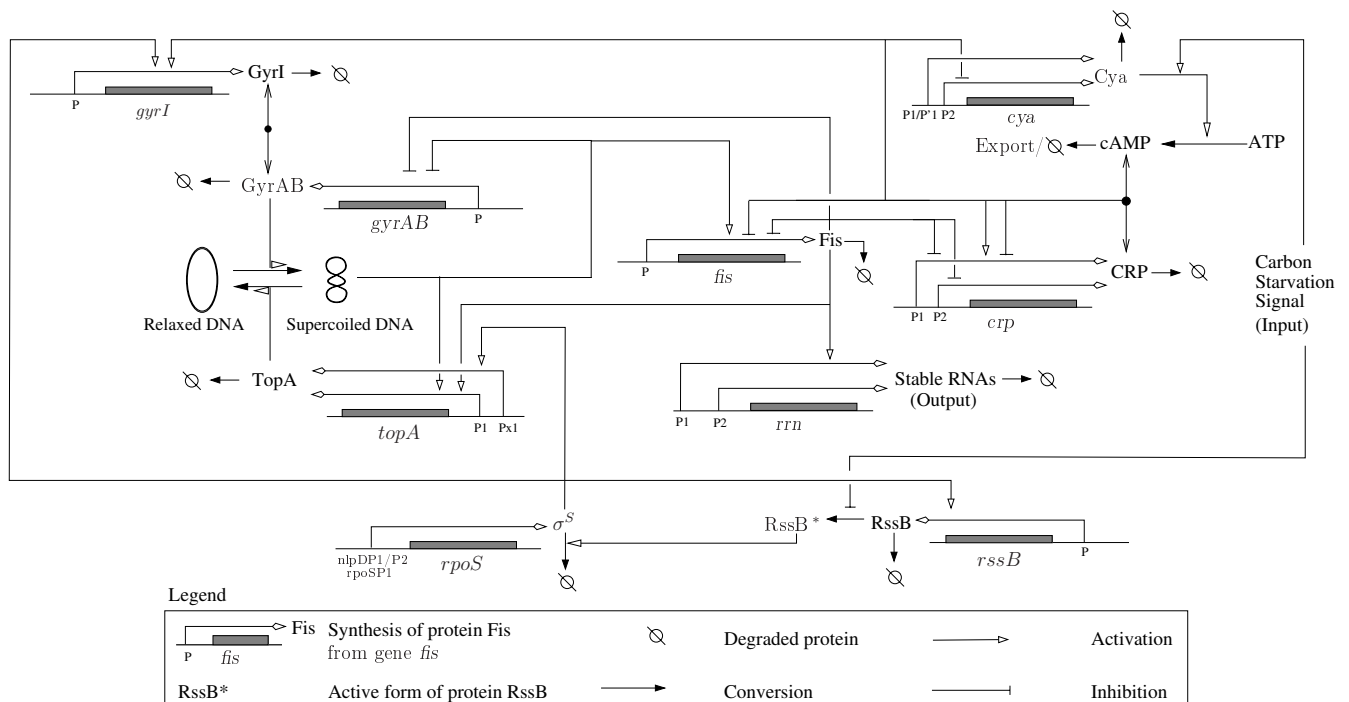 GyrI
P
gyrI
Cya
P1/P'1 P2
cya
Export/
cAMP
ATP
GyrAB
gyrAB
P
Fis
P
fis
CRP
P1 P2
crp
Carbon
Starvation
Signal
(Input)
Relaxed DNA
Supercoiled DNA
TopA
topA
P1 Px1
Stable RNAs
(Output)
P1 P2
rrn
σS
nlpDP1/P2
rpoSP1
rpoS
RssB *
RssB
rssB
P
Legend
Fis
P
fis
Synthesis of protein Fis
from gene fis
Degraded protein
Activation
RssB*
Active form of protein RssB
Conversion
Inhibition